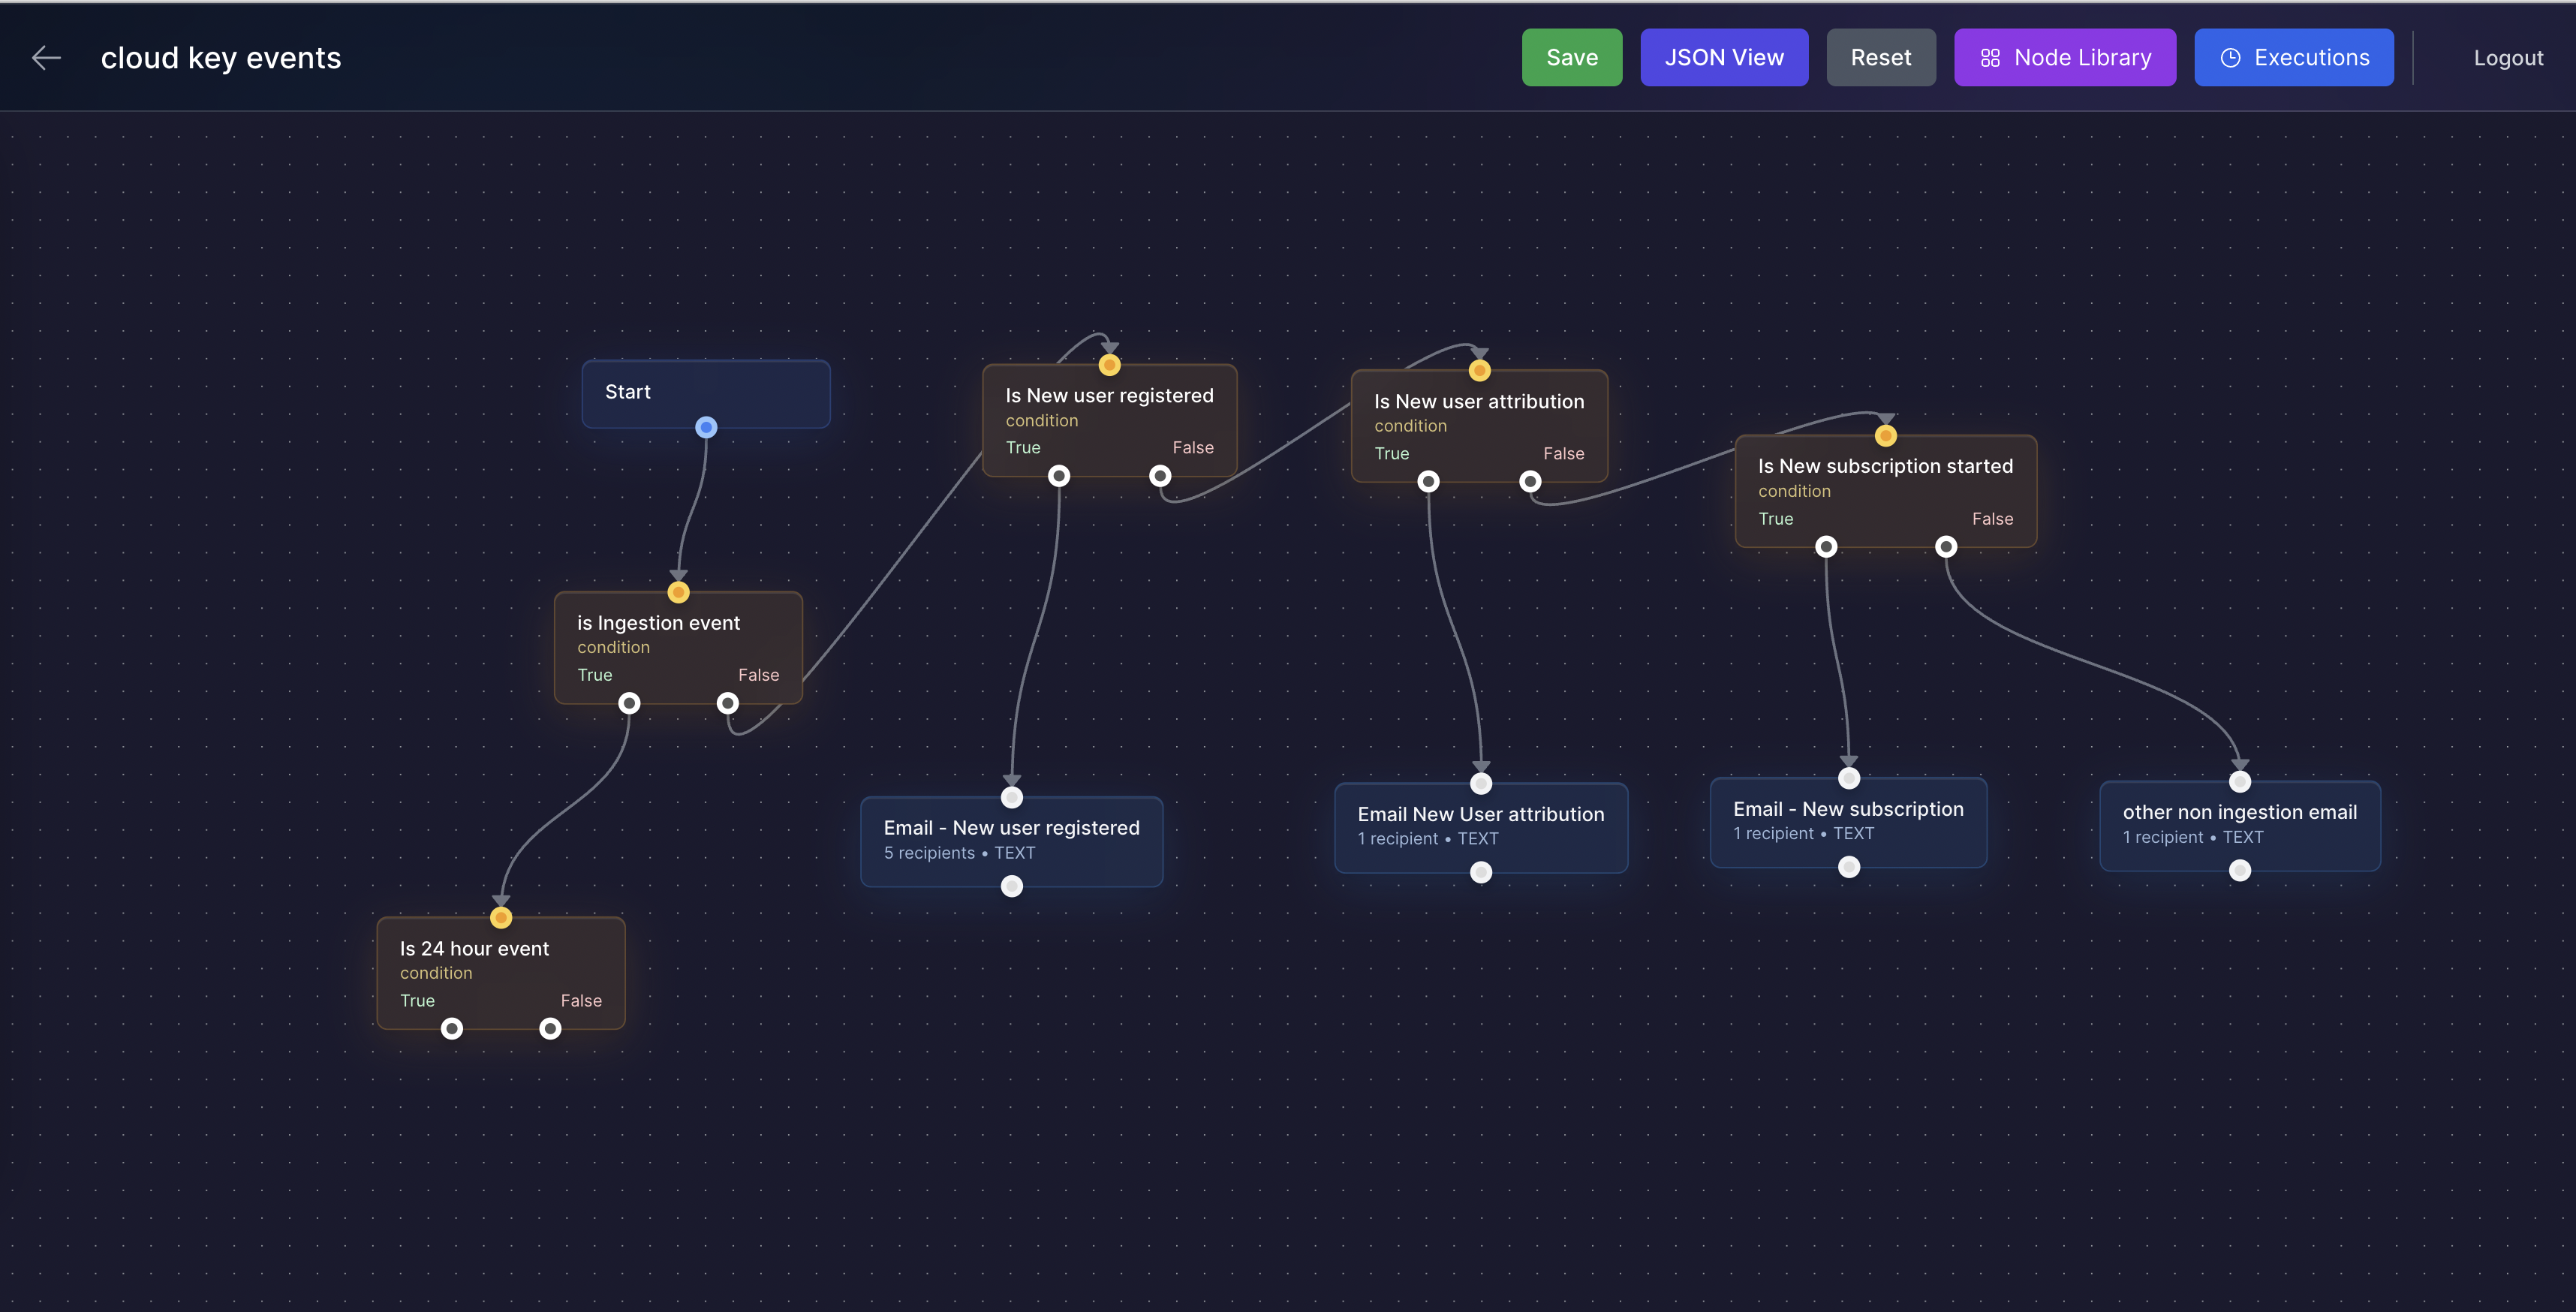 cloud key events
Save
JSON View
Reset
Node Library
Executions
Logout
Start
Is New user registered
condition
True False
Is New user attribution
condition
True False
Is New subscription started
condition
True False
is Ingestion event
condition
True False
Email - New user registered
5 recipients • TEXT
Email New User attribution
1 recipient • TEXT
Email - New subscription
1 recipient • TEXT
other non ingestion email
1 recipient • TEXT
Is 24 hour event
condition
True False